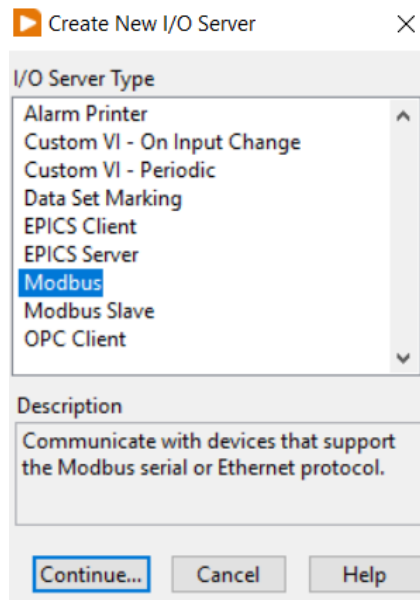 Create New I/O Server
I/O Server Type
Alarm Printer
Custom VI - On Input Change
Custom VI - Periodic
Data Set Marking
EPICS Client
EPICS Server
Modbus
Modbus Slave
OPC Client
Description
Communicate with devices that support
the Modbus serial or Ethernet protocol.
Continue... Cancel Help